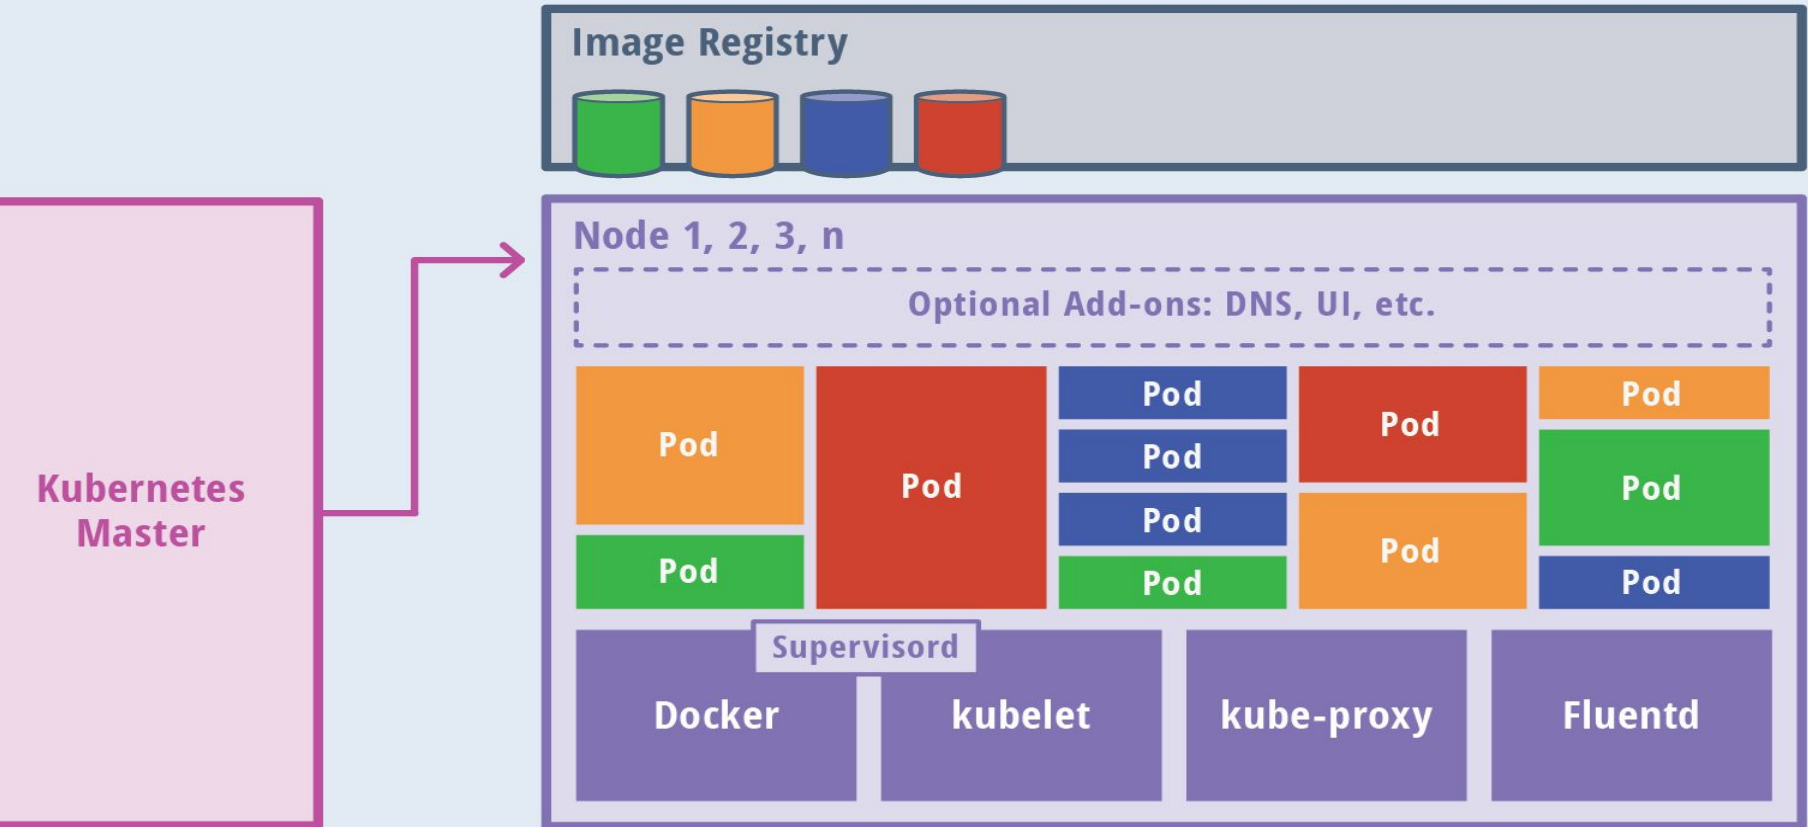 Image Registry
Node 1, 2, 3, n
Optional Add-ons: DNS, UI, etc.
Kubernetes
Master
Pod
Pod
Pod
Pod
Pod
Pod
Pod
Pod
Pod
Pod
Pod
Pod
Supervisord
Docker
kubelet
kube-proxy
Fluentd